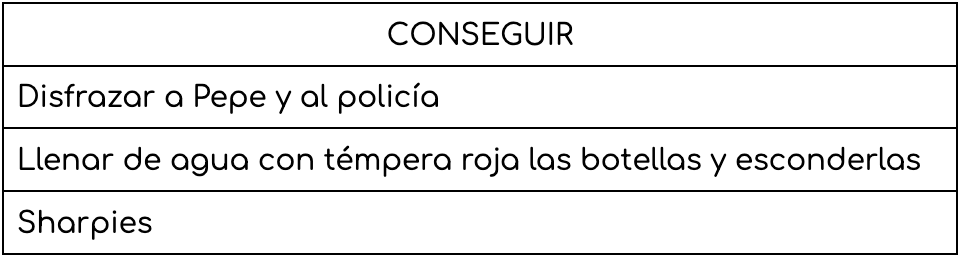 CONSEGUIR
Disfrazar a Pepe y al policía
Llenar de agua con témpera roja las botellas y esconderlas
Sharpies